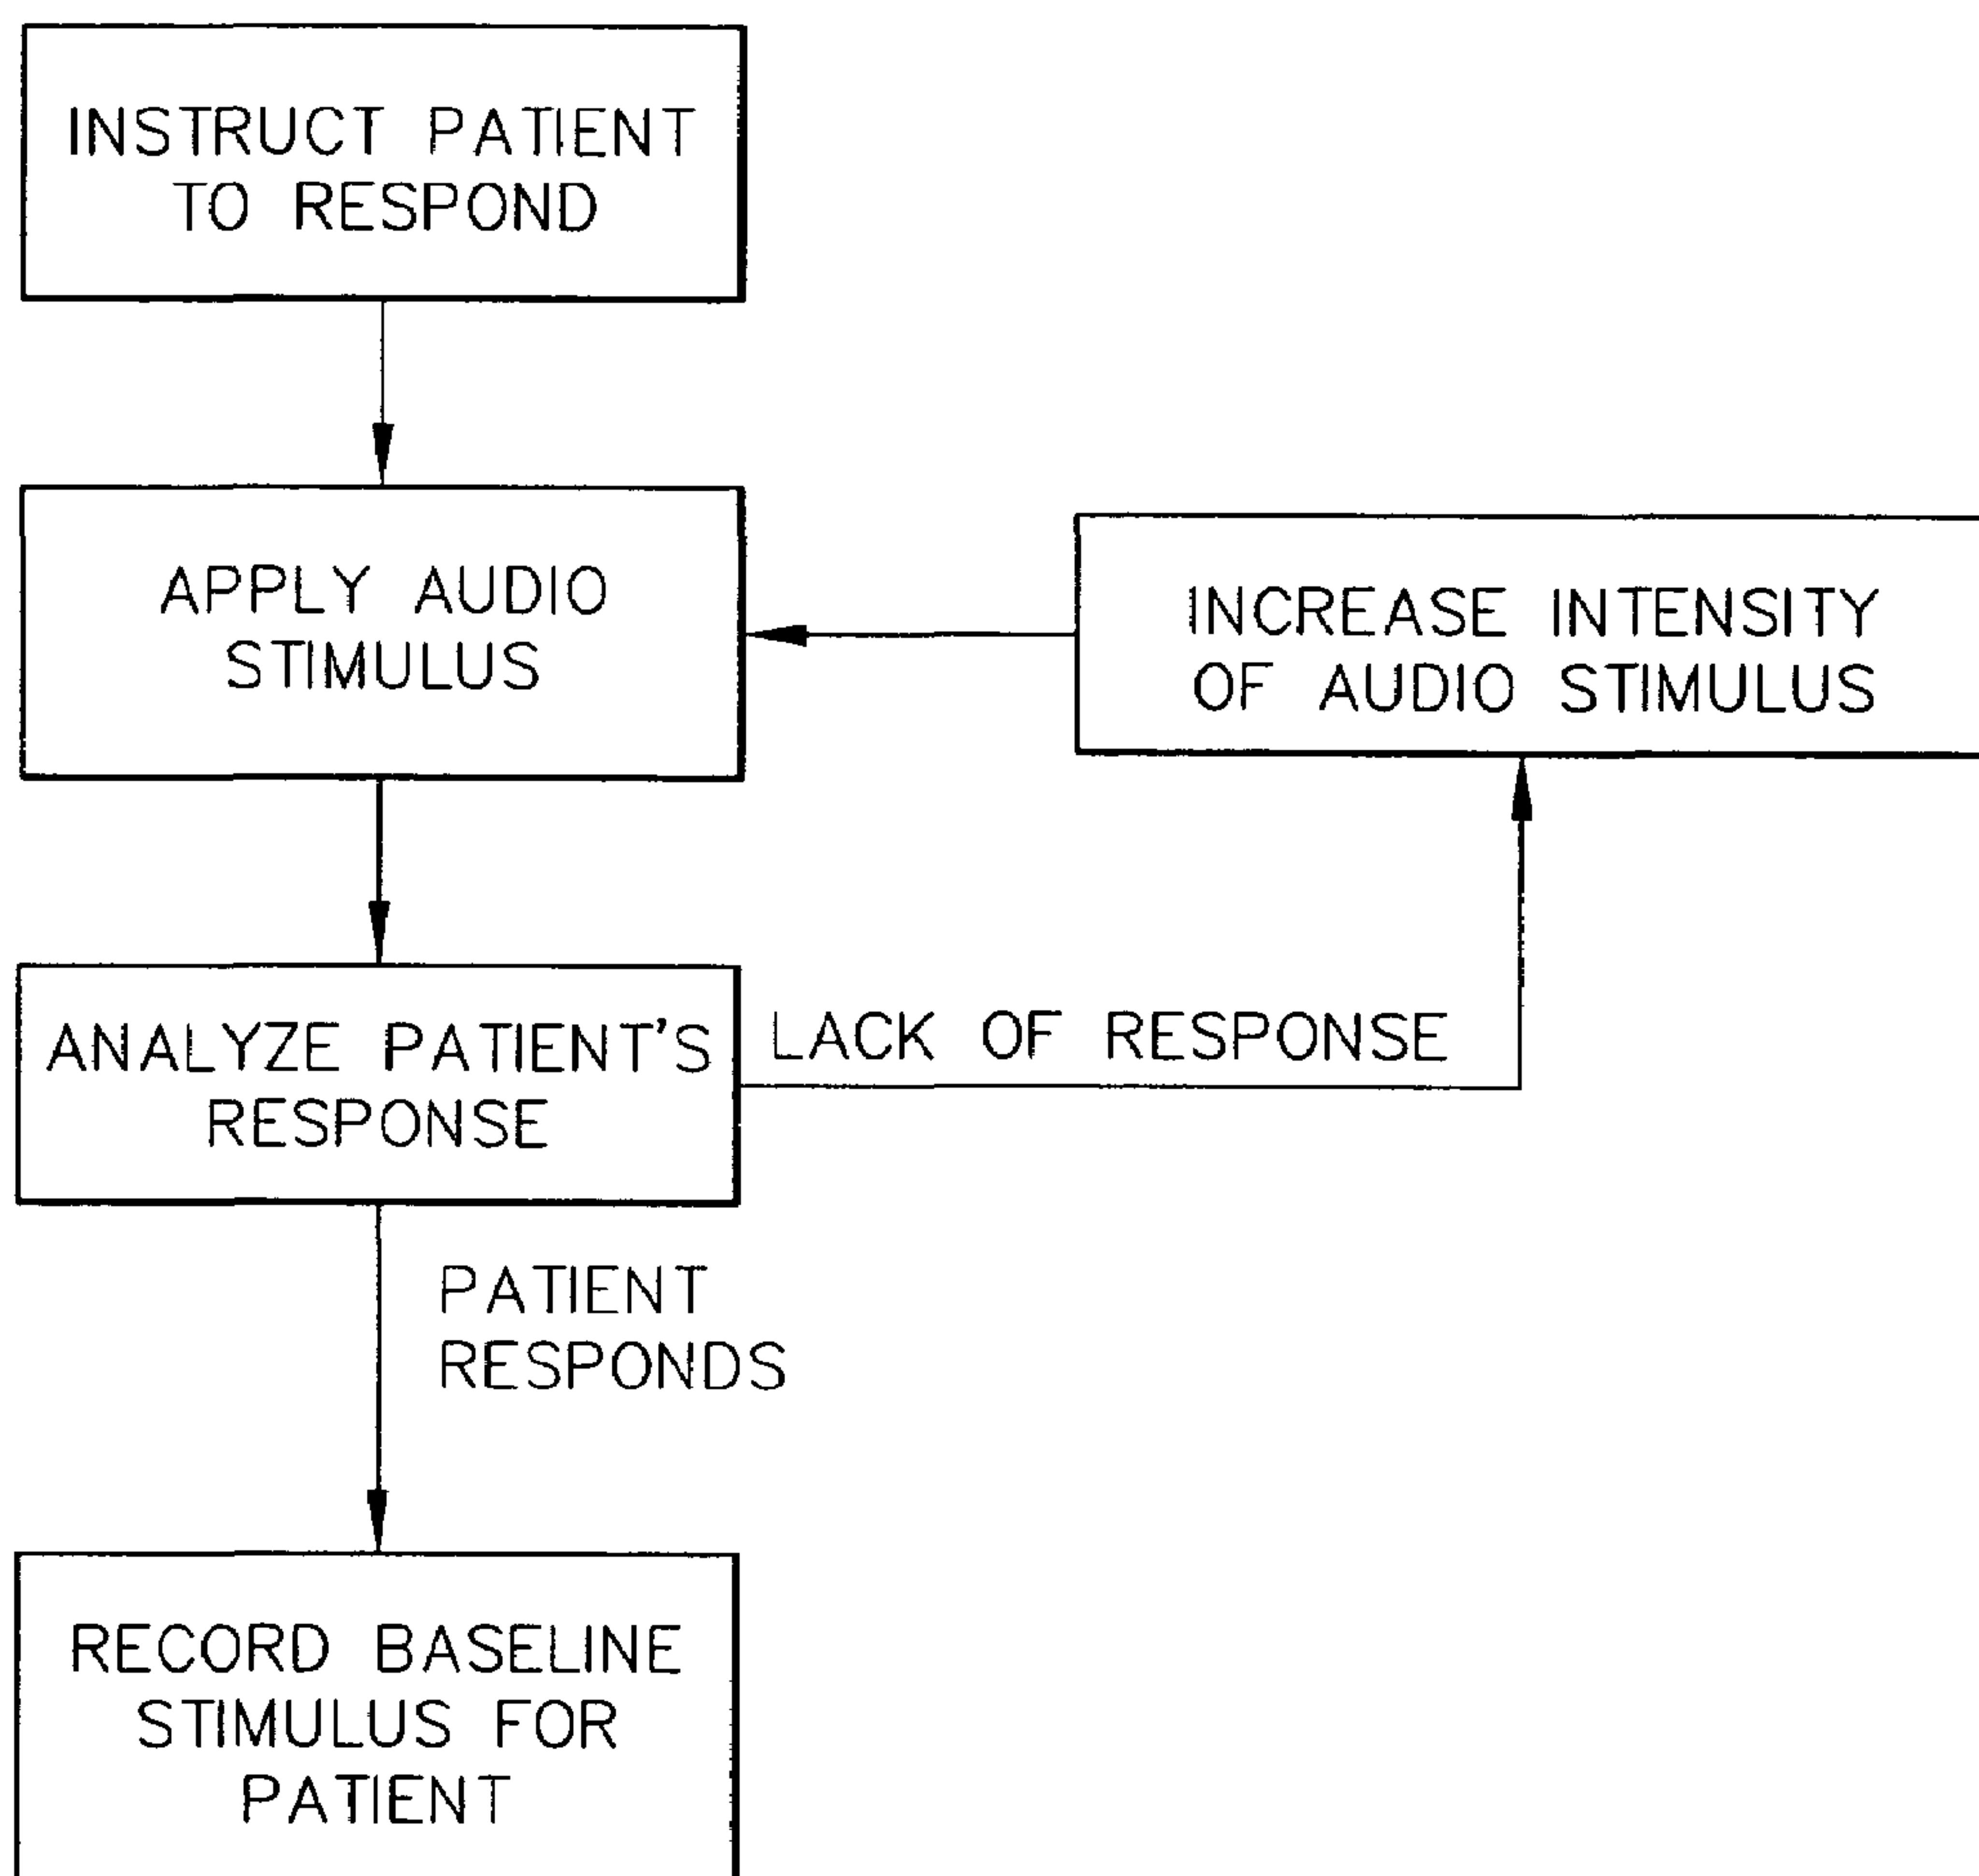 INSTRUCT PATIENT
TO RESPOND
APPLY AUDIO
STIMULUS
INCREASE INTENSITY
OF AUDIO STIMULUS
ANALYZE PATIENT'S
RESPONSE
LACK OF RESPONSE
PATIENT
RESPONDS
RECORD BASELINE
STIMULUS FOR
PATIENT